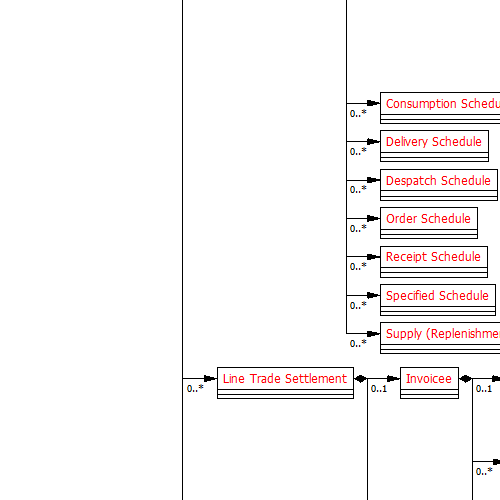 Consumption Schedu
0..*
Delivery Schedule
0..*
Despatch Schedule
0..*
Order Schedule
0..*
Receipt Schedule
0..*
Specified Schedule
0..*
Supply (Replenishme
0..*
Line Trade Settlement
Invoicee
0..*
0..1
0..1
0..*